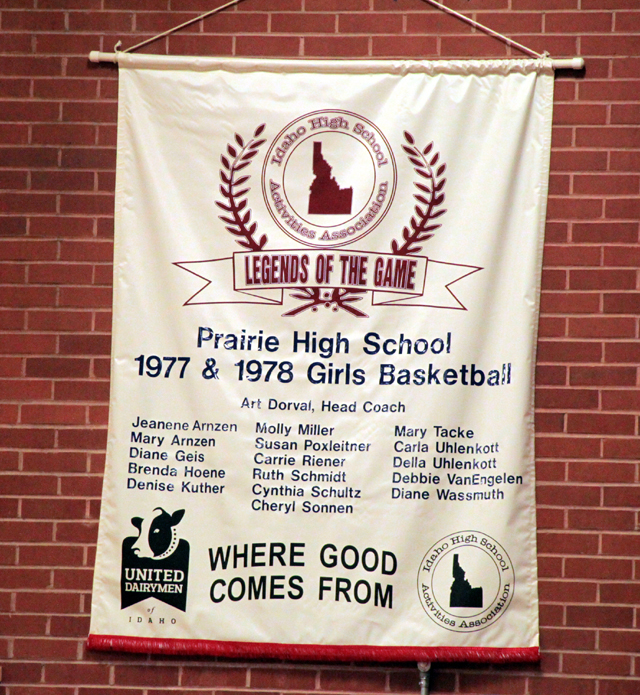 Idaho High School
Activities Association
LEGENDS OF THE GAME
Prairie High School
1977 & 1978 Girls Basketball
Art Dorval, Head Coach
Jeanene Arnzen
Mary Arnzen
Diane Geis
Brenda Hoene
Denise Kuther
Molly Miller
Susan Poxleitner
Carrie Riener
Ruth Schmidt
Cynthia Schultz
Cheryl Sonnen
Mary Tacke
Carla Uhlenkott
Della Uhlenkott
Debbie VanEngelen
Diane Wassmuth
UNITED
DAIRYMEN
of
IDAHO
WHERE GOOD
COMES FROM
Idaho High School
Activities Association